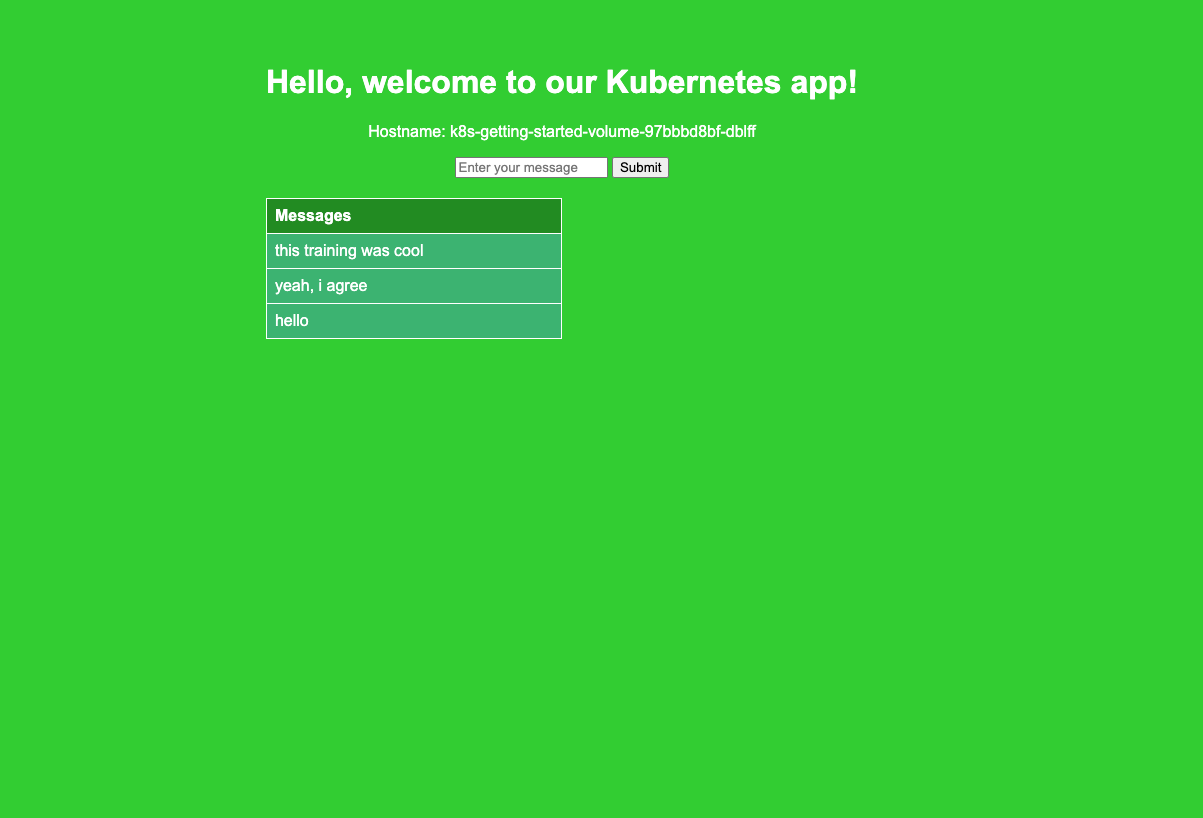 Hello, welcome to our Kubernetes app!
Hostname: k8s-getting-started-volume-97bbbd8bf-dblff
Enter your message Submit
Messages
this training was cool
yeah, i agree
hello